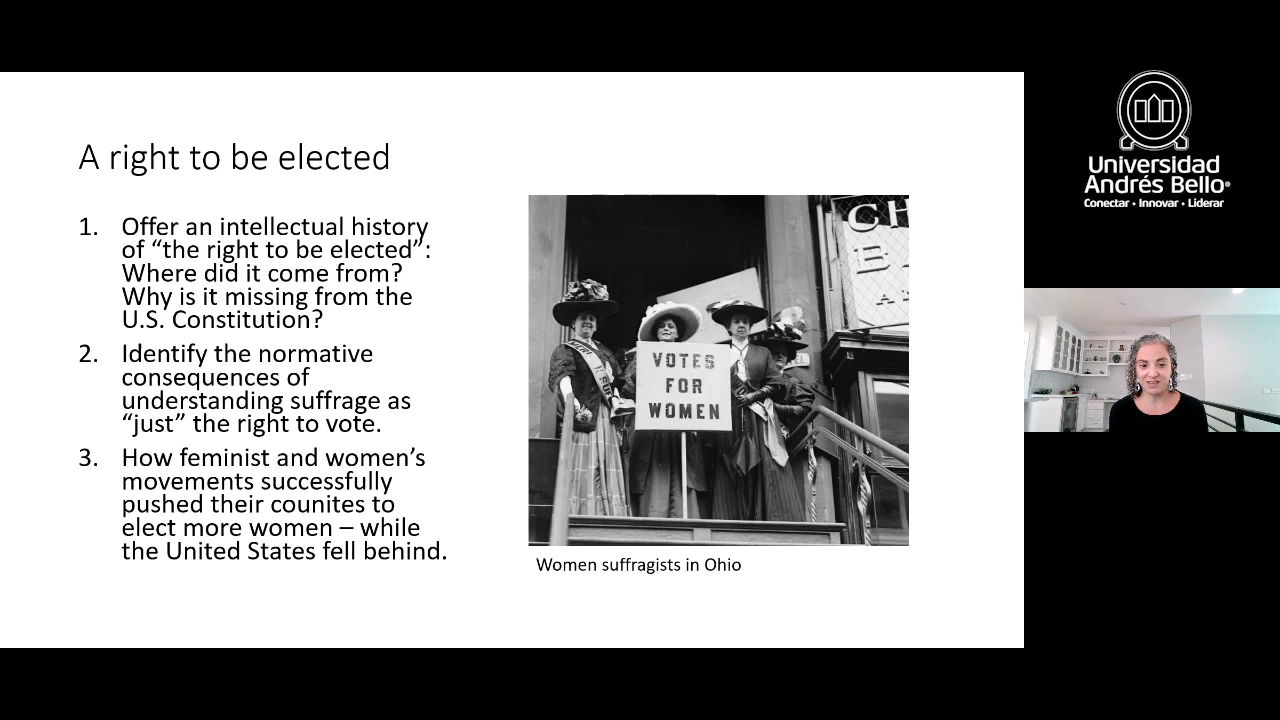 A right to be elected
1. Offer an intellectual history
of “the right to be elected”:
Where did it come from?
Why is it missing from the
U.S. Constitution?
2. Identify the normative
consequences of
understanding suffrage as
“just” the right to vote.
3. How feminist and women’s
movements successfully
pushed their counites to
elect more women – while
the United States fell behind.
VOTES
FOR
WOMEN
CH
Women suffragists in Ohio
Universidad
Andrés Bello®
Conectar • Innovar • Liderar